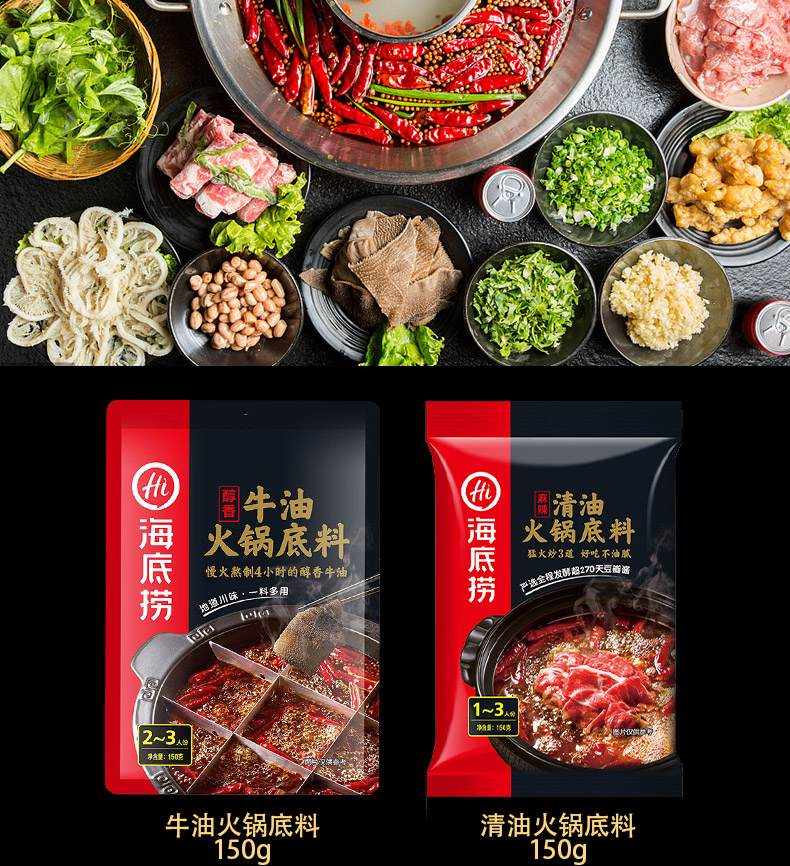 Hi
海底捞
醇香
牛油
火锅底料
慢火熬制4小时的醇香牛油
地道川味·一料多用
2~3人份
净含量：150克
图片仅供参考
Hi
海底捞
麻辣
清油
火锅底料
猛火炒3道 好吃不油腻
严选全程发酵超270天豆瓣酱
1~3人份
净含量：150克
图片仅供参考
牛油火锅底料
150g
清油火锅底料
150g